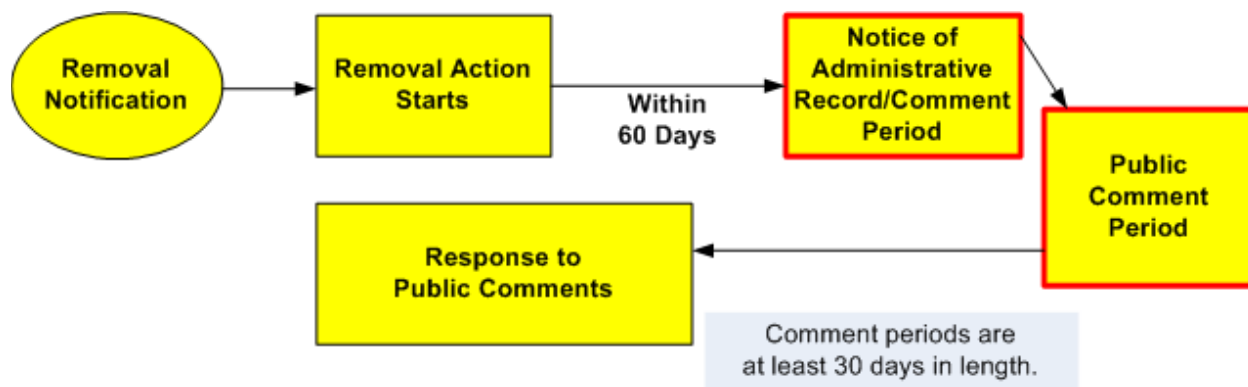 Removal
Notification
Removal Action
Starts
Within
60 Days
Notice of
Administrative
Record/Comment
Period
Public
Comment
Period
Response to
Public Comments
Comment periods are
at least 30 days in length.